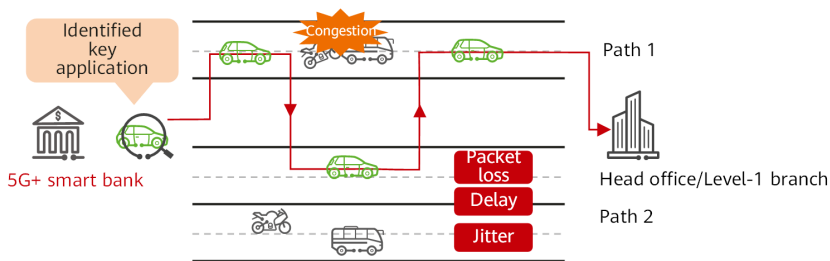 Identified
key
application
Congestion
Path 1
$
5G+ smart bank
Packet
loss
Delay
Jitter
Head office/Level-1 branch
Path 2